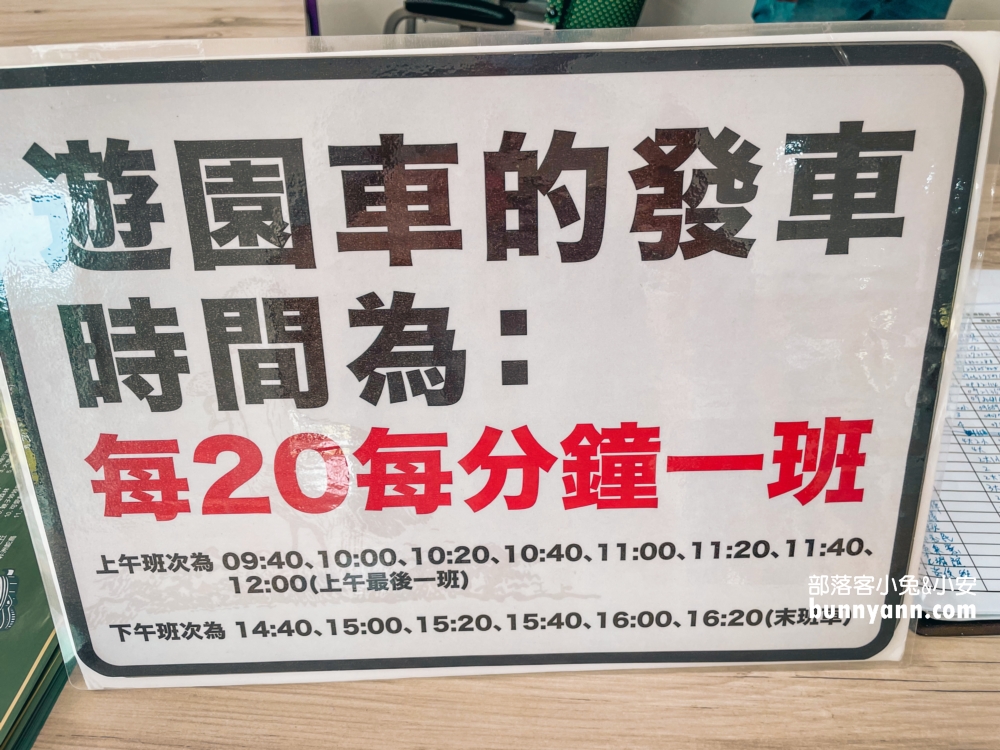 遊園車的發車
時間為：
每20每分鐘一班
上午班次為 09:40、10:00、10:20、10:40、11:00、11:20、11:40、
12:00(上午最後一班)
下午班次為 14:40、15:00、15:20、15:40、16:00、16:20(末班車)
部落客小兔&小安
bunnyann.com